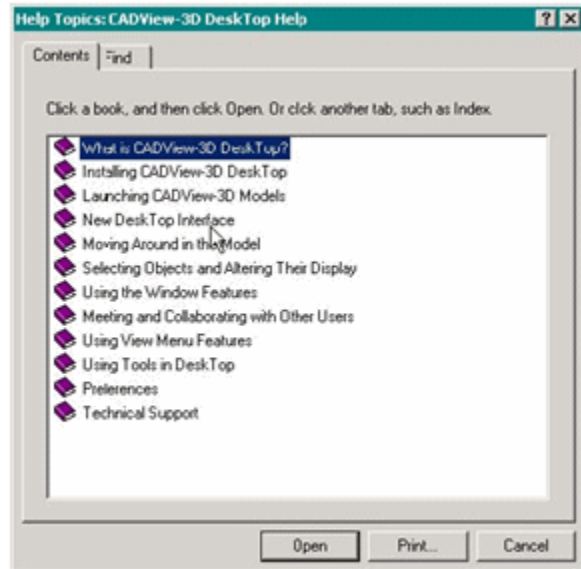 Help Topics: CADView-3D DeskTop Help
Contents
Find
Click a book, and then click Open. Or click another tab, such as Index.
What is CADView-3D DeskTop?
Installing CADView-3D DeskTop
Launching CADView-3D Models
New DeskTop Interface
Moving Around in the Model
Selecting Objects and Altering Their Display
Using the Window Features
Meeting and Collaborating with Other Users
Using View Menu Features
Using Tools in DeskTop
Preferences
Technical Support
Open
Print...
Cancel